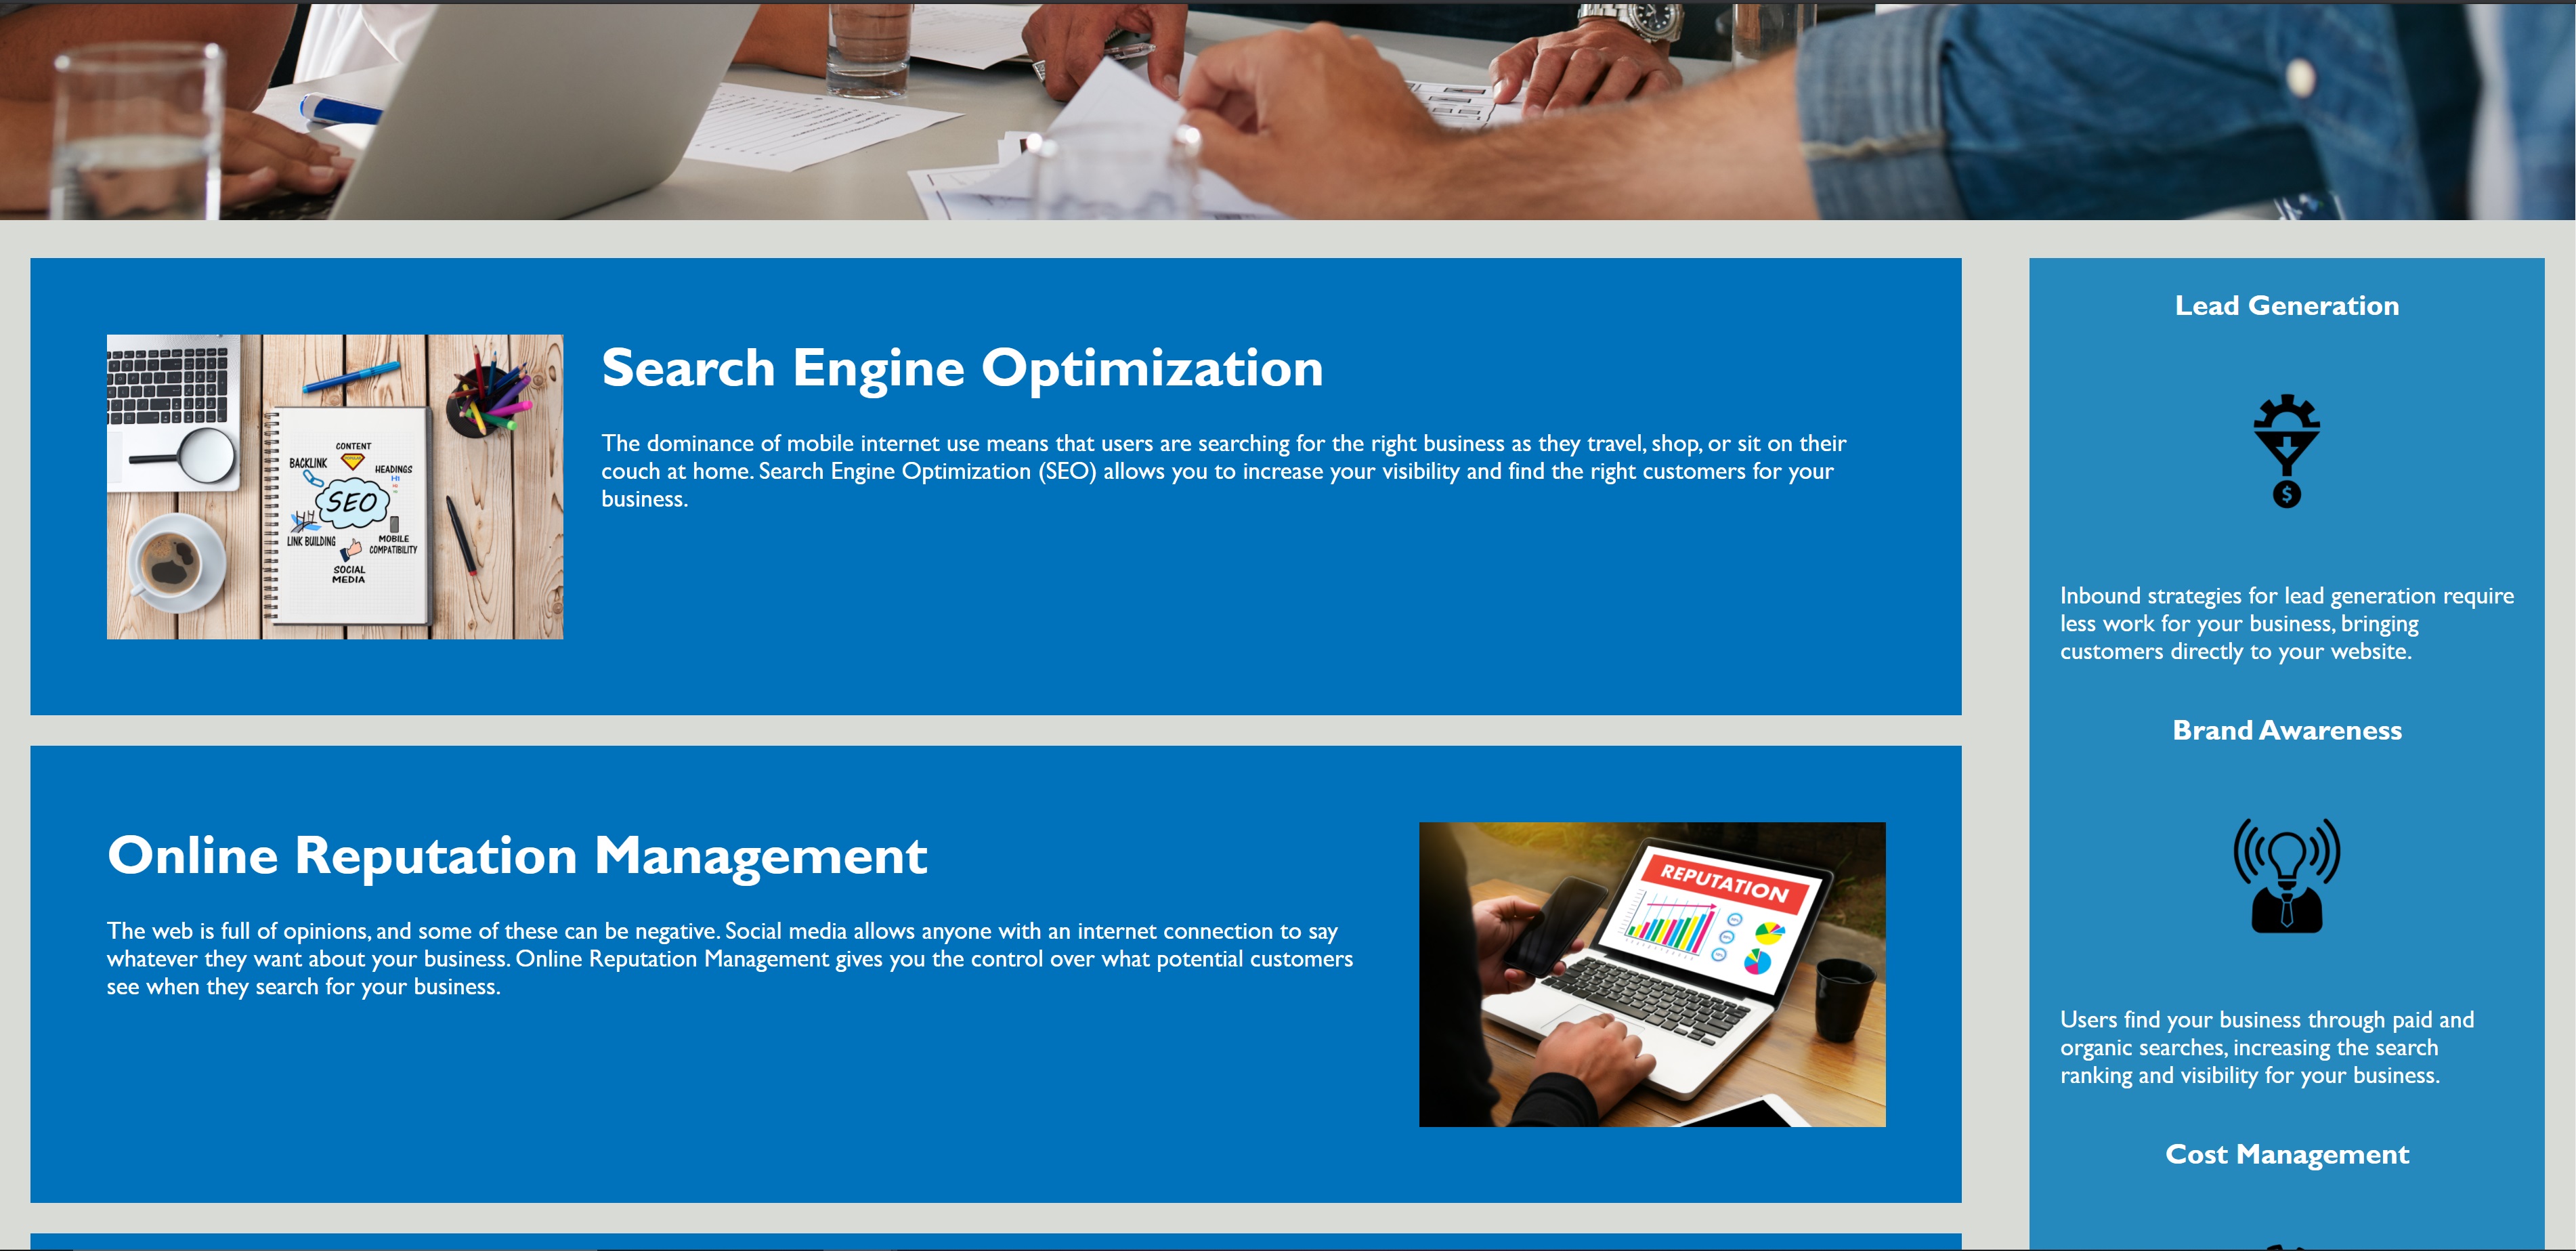 Search Engine Optimization
The dominance of mobile internet use means that users are searching for the right business as they travel, shop, or sit on their
couch at home. Search Engine Optimization (SEO) allows you to increase your visibility and find the right customers for your
business.
CONTENT
BACKLINK
HEADINGS
H1
SEO
LINK BUILDING
MOBILE
COMPATIBILITY
SOCIAL
MEDIA
Online Reputation Management
The web is full of opinions, and some of these can be negative. Social media allows anyone with an internet connection to say
whatever they want about your business. Online Reputation Management gives you the control over what potential customers
see when they search for your business.
REPUTATION
Lead Generation
$
Inbound strategies for lead generation require
less work for your business, bringing
customers directly to your website.
Brand Awareness
Users find your business through paid and
organic searches, increasing the search
ranking and visibility for your business.
Cost Management